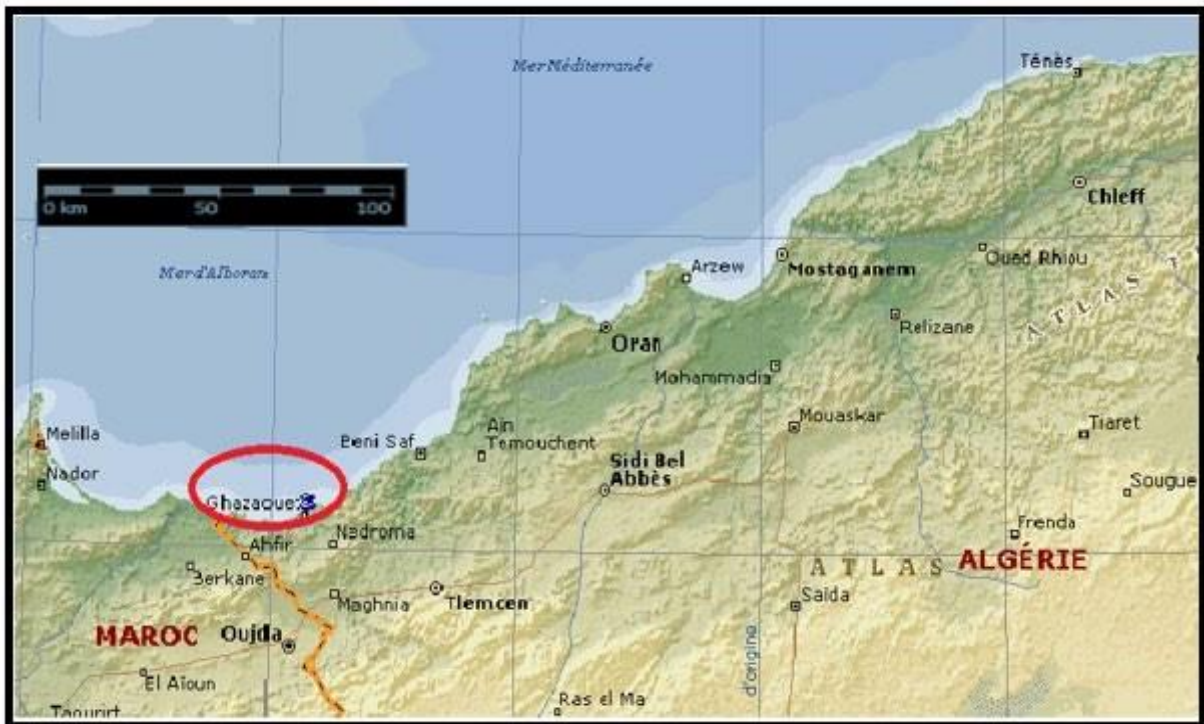 Mer Méditerranée
Ténès
0 km 50 100
Chleff
Mer d'Alboran
Arzew
Mostaganem
Oued Rhiou
ATLAS T
Oran
Relizane
Mohammadia
Melilla
Beni Saf
Ain
Temouchent
Mouaskar
Tiaret
Nador
Sidi Bel
Abbès
Sougue
Ghazaouet
Nadroma
Frenda
Ahfir
Berkane
ATLAS
ALGÉRIE
Maghnia
Tlemcen
Saida
MAROC
Oujda
d'origine
El Aïoun
Ras el Ma
Taourirt